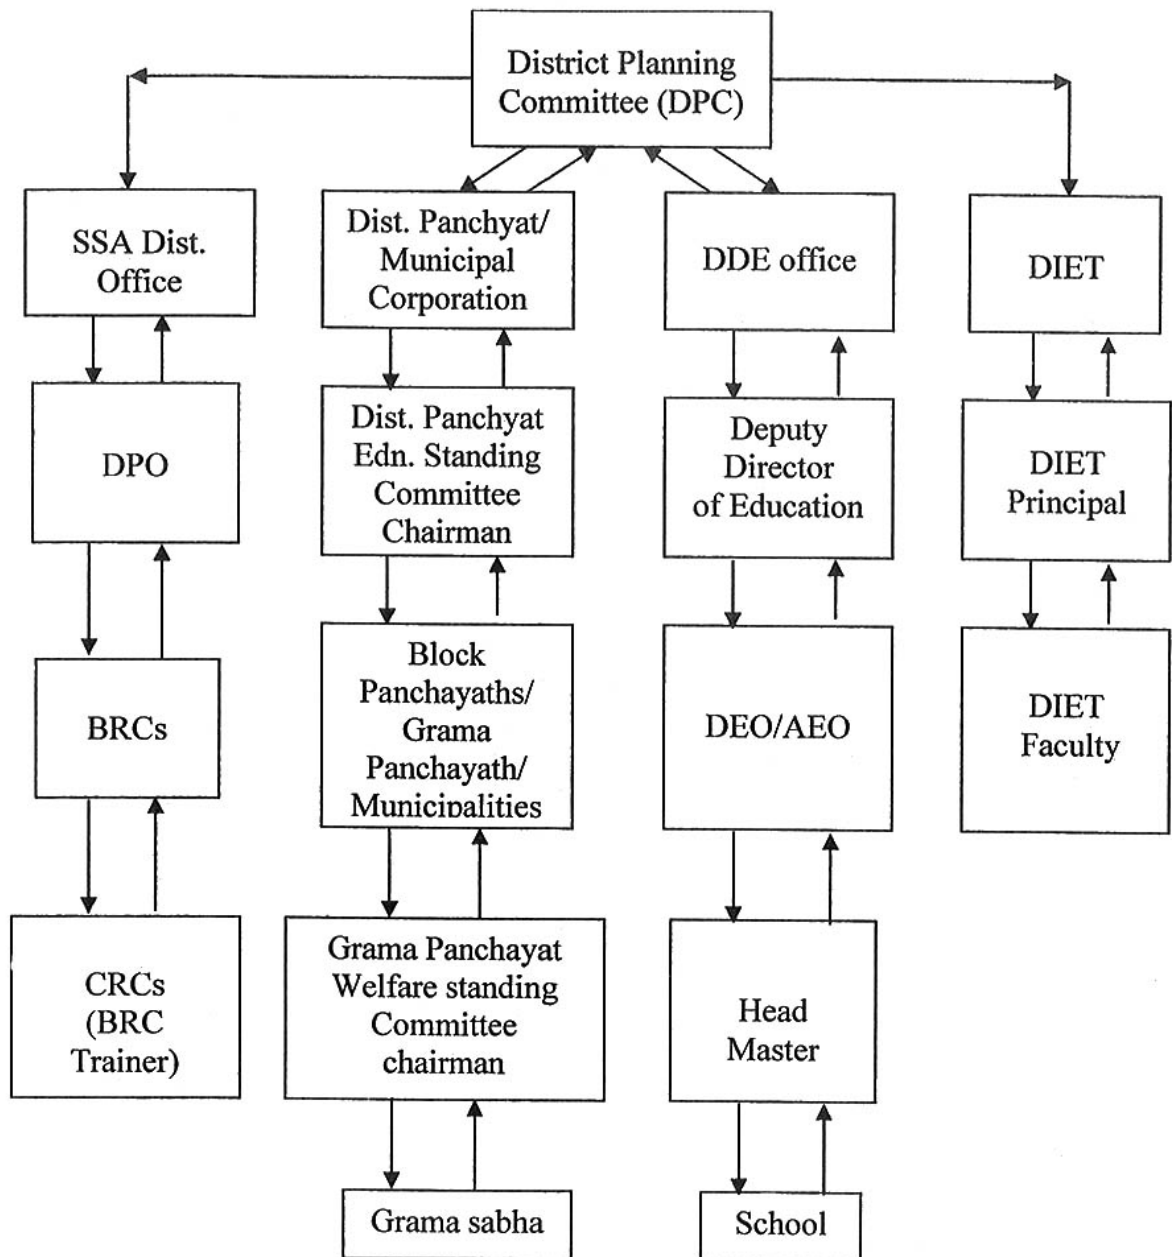 District Planning
Committee (DPC)
SSA Dist.
Office
Dist. Panchyat/
Municipal
Corporation
DDE office
DIET
DPO
Dist. Panchyat
Edn. Standing
Committee
Chairman
Deputy
Director
of Education
DIET
Principal
BRCs
Block
Panchayaths/
Grama
Panchayath/
Municipalities
DEO/AEO
DIET
Faculty
CRCs
(BRC
Trainer)
Grama Panchayat
Welfare standing
Committee
chairman
Head
Master
Grama sabha
School